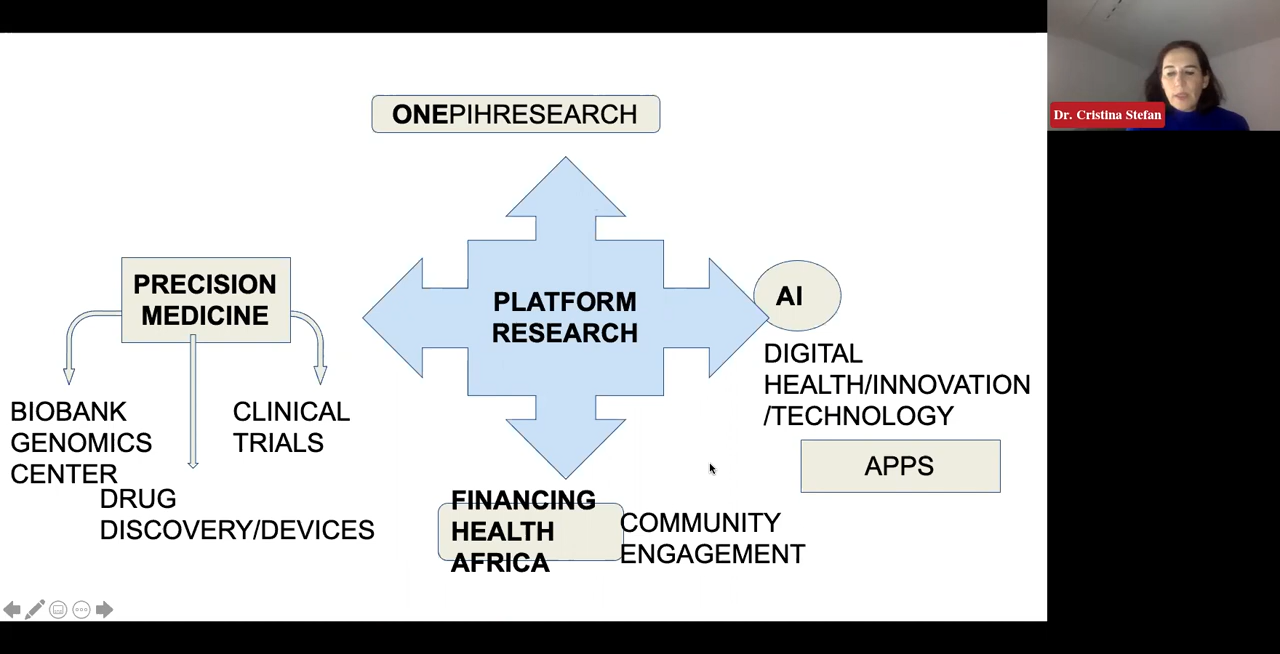 ONEPIHRESEARCH
Dr. Cristina Stefan
PRECISION
MEDICINE
PLATFORM
RESEARCH
AI
DIGITAL
HEALTH/INNOVATION
/TECHNOLOGY
APPS
BIOBANK
GENOMICS
CENTER
CLINICAL
TRIALS
DRUG
DISCOVERY/DEVICES
FINANCING
HEALTH
AFRICA
COMMUNITY
ENGAGEMENT